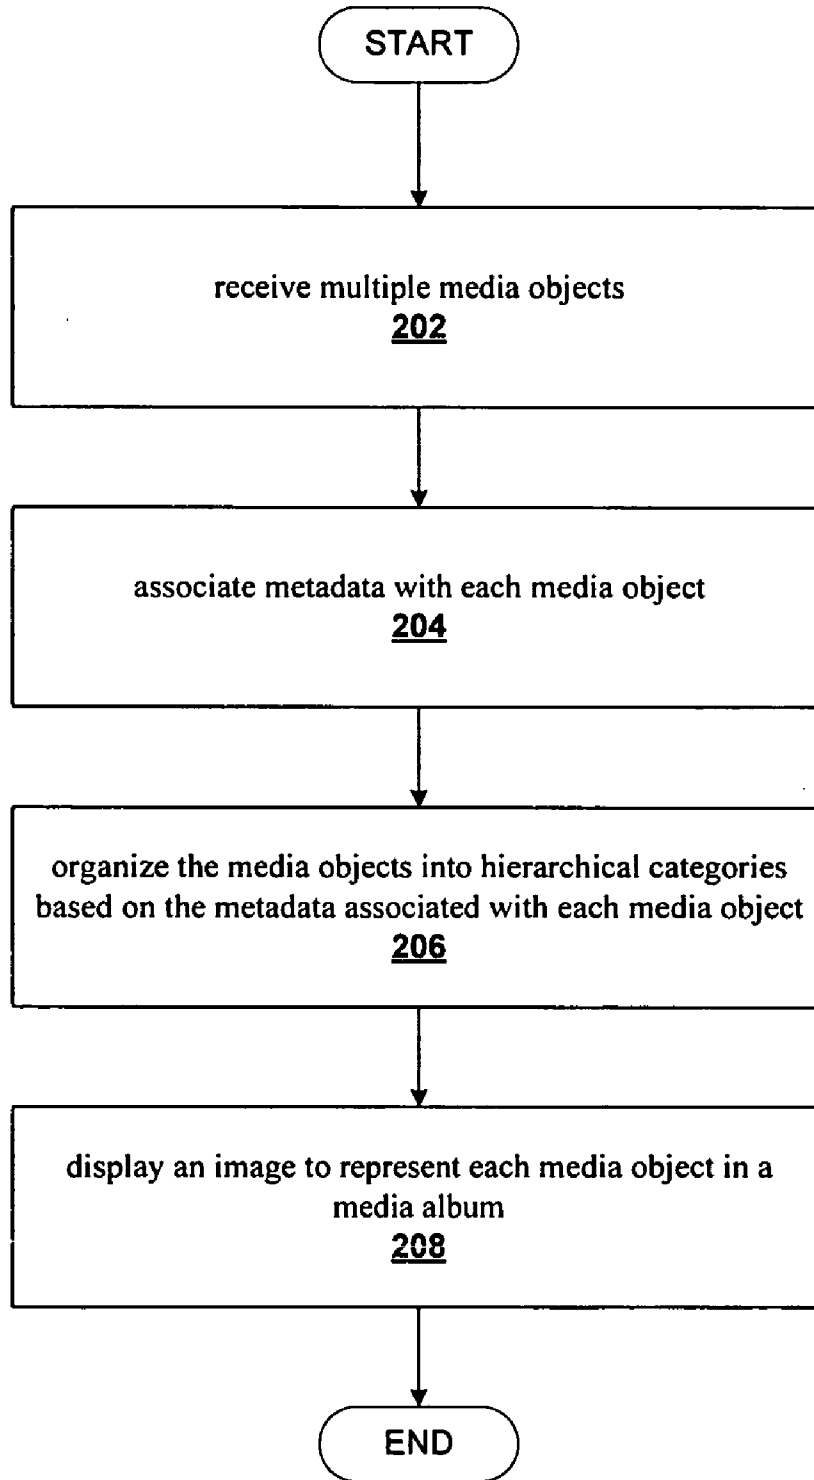 START
receive multiple media objects
202
associate metadata with each media object
204
organize the media objects into hierarchical categories
based on the metadata associated with each media object
206
display an image to represent each media object in a
media album
208
END